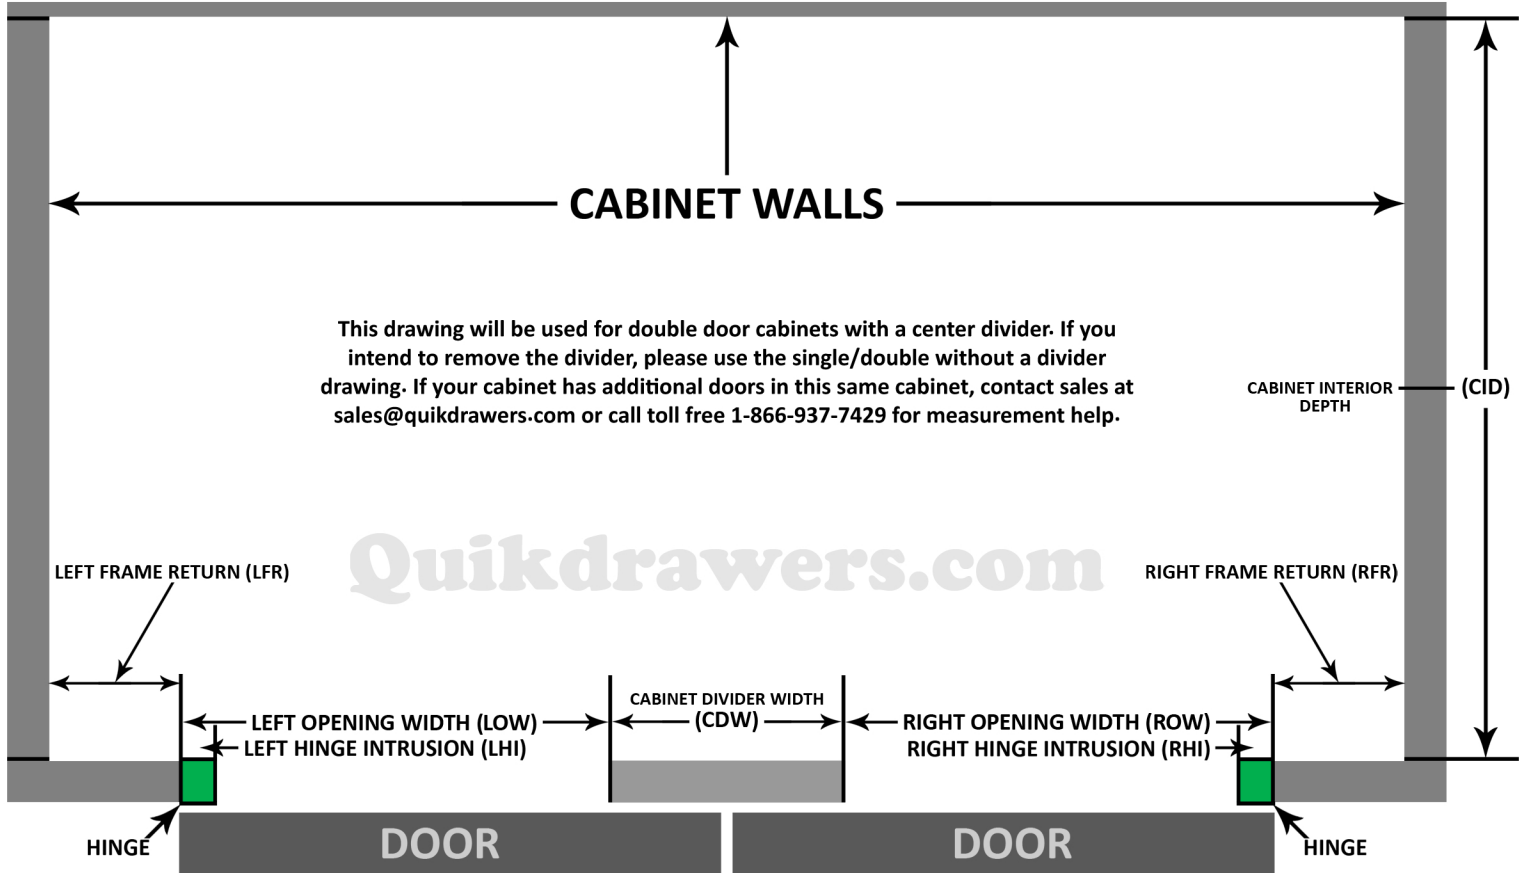 CABINET WALLS
This drawing will be used for double door cabinets with a center divider. If you
intend to remove the divider, please use the single/double without a divider
drawing. If your cabinet has additional doors in this same cabinet, contact sales at
sales@quikdrawers.com or call toll free 1-866-937-7429 for measurement help.
CABINET INTERIOR
DEPTH
(CID)
Quikdrawers.com
LEFT FRAME RETURN (LFR)
RIGHT FRAME RETURN (RFR)
LEFT OPENING WIDTH (LOW)
LEFT HINGE INTRUSION (LHI)
CABINET DIVIDER WIDTH
(CDW)
RIGHT OPENING WIDTH (ROW)
RIGHT HINGE INTRUSION (RHI)
HINGE
DOOR
DOOR
HINGE